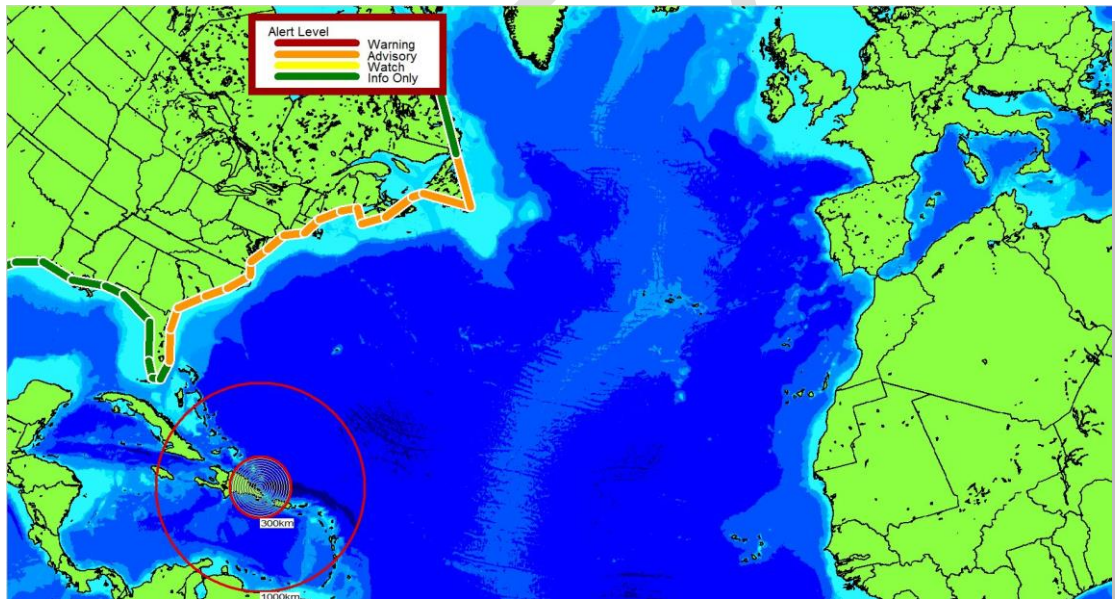 Alert Level
Warning
Advisory
Watch
Info Only
300km
1000km